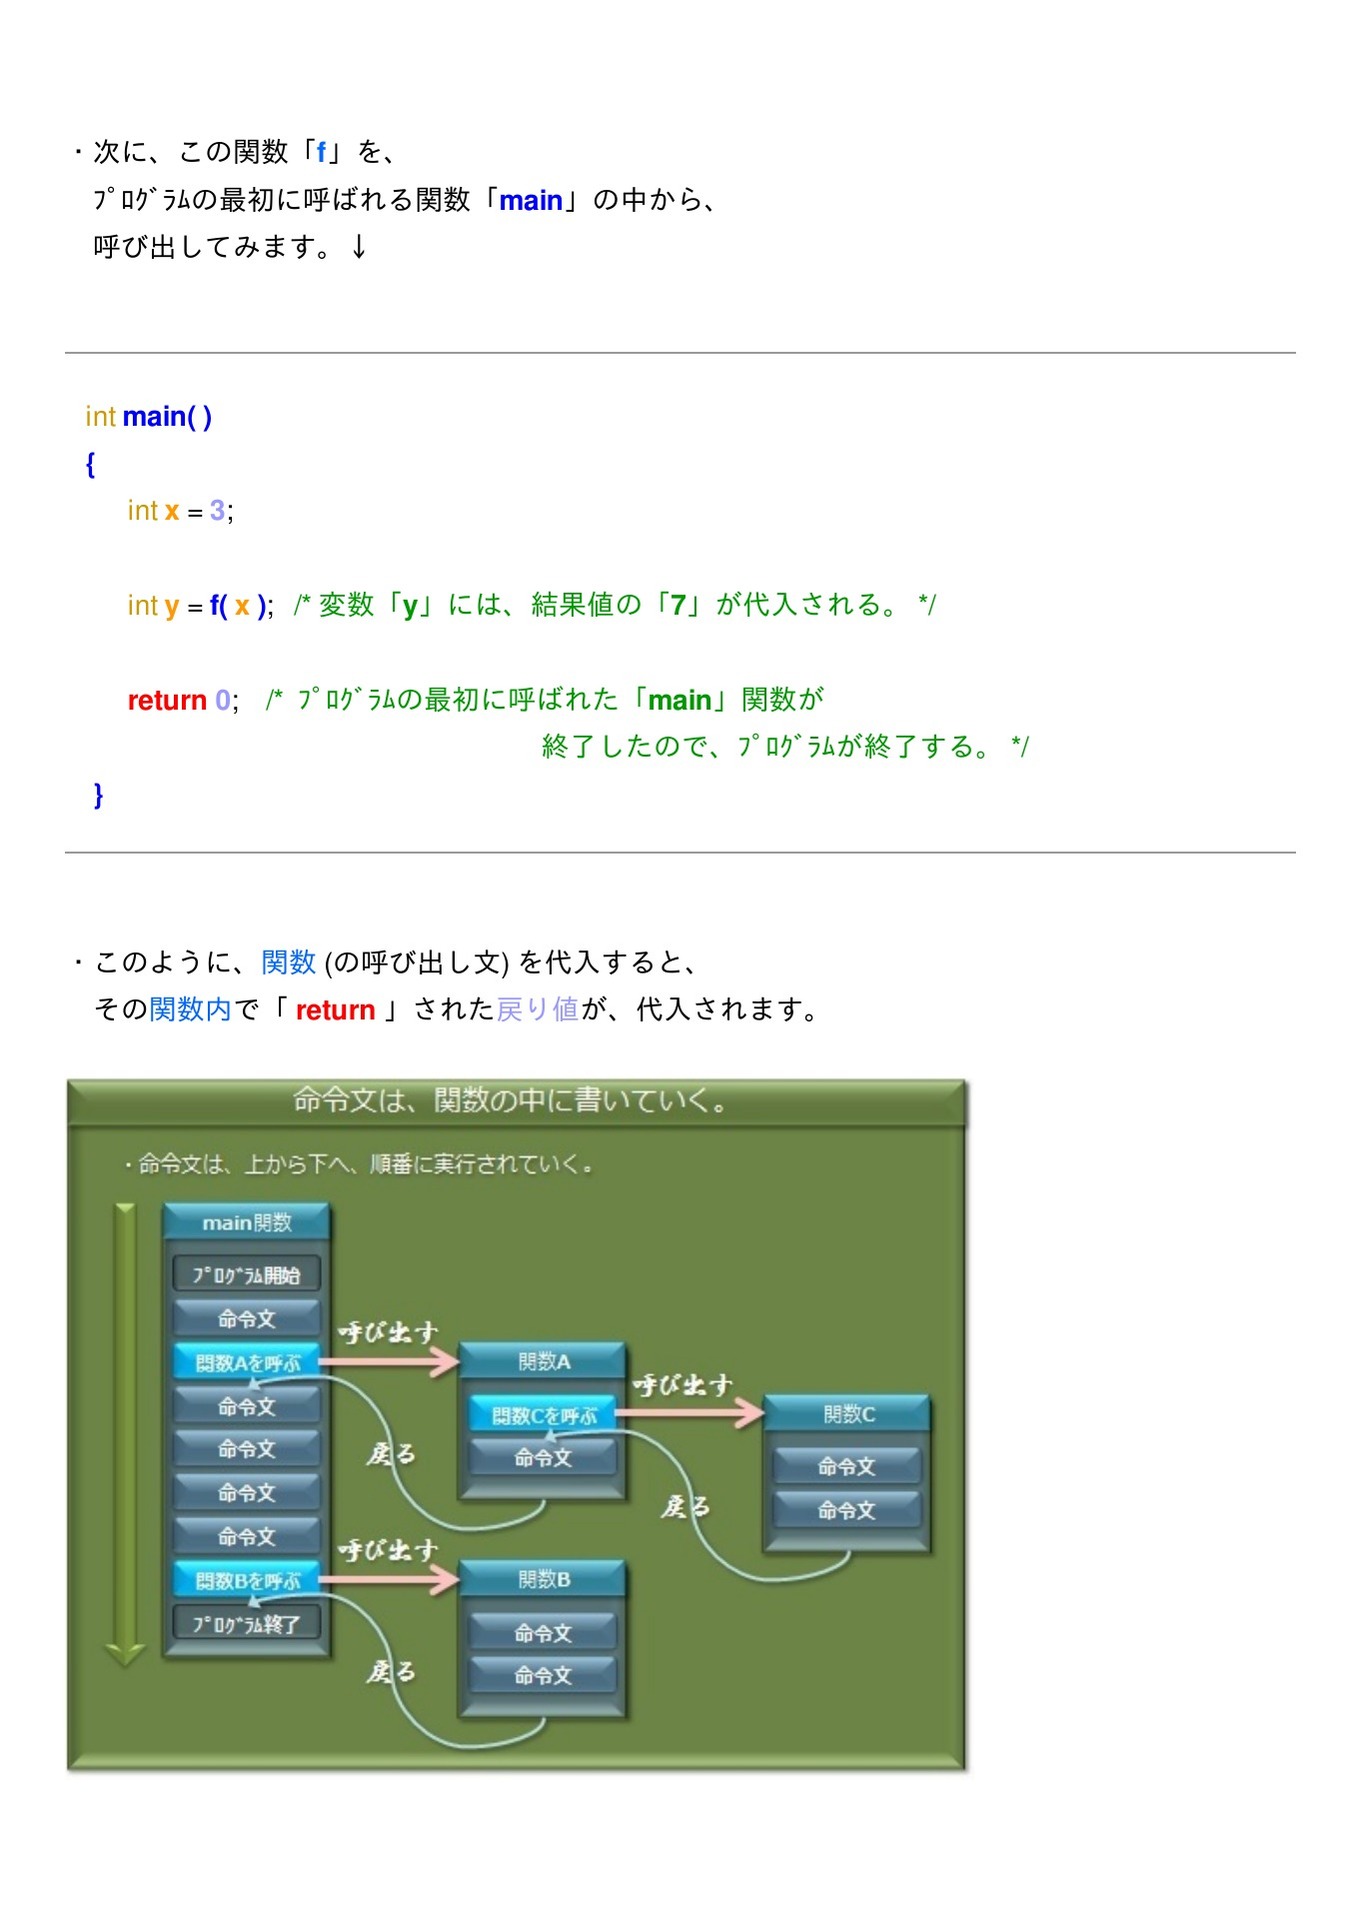 ・次に、この関数「f」を、
ﾌﾟﾛｸﾞﾗﾑの最初に呼ばれる関数「main」の中から、
呼び出してみます。↓
int main( )
{
int x = 3;
int y = f( x ); /* 変数「y」には、結果値の「7」が代入される。 */
return 0; /* ﾌﾟﾛｸﾞﾗﾑの最初に呼ばれた「main」関数が
終了したので、ﾌﾟﾛｸﾞﾗﾑが終了する。 */
}
・このように、関数 (の呼び出し文) を代入すると、
その関数内で「 return 」された戻り値が、代入されます。
命令文は、関数の中に書いていく。
・命令文は、上から下へ、順番に実行されていく。
main関数
ﾌﾟﾛｸﾞﾗﾑ開始
命令文
関数Aを呼ぶ
命令文
命令文
命令文
命令文
関数Bを呼ぶ
ﾌﾟﾛｸﾞﾗﾑ終了
呼び出す
戻る
関数A
関数Cを呼ぶ
命令文
呼び出す
戻る
関数C
命令文
命令文
呼び出す
戻る
関数B
命令文
命令文